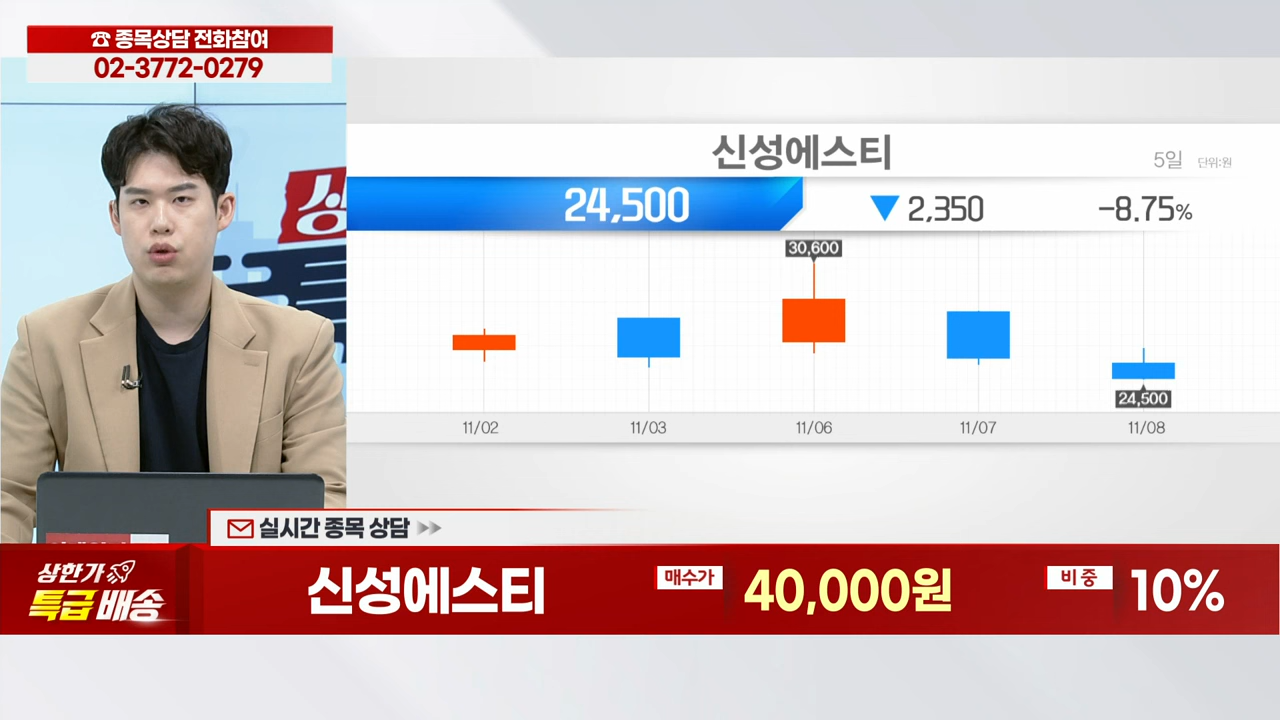 ☎ 종목상담 전화참여
02-3772-0279
신성에스티
5일 단위:원
24,500 ▼ 2,350 -8.75%
30,600
24,500
11/02 11/03 11/06 11/07 11/08
실시간 종목 상담
상한가
특급 배송
신성에스티 매수가 40,000원 비중 10%